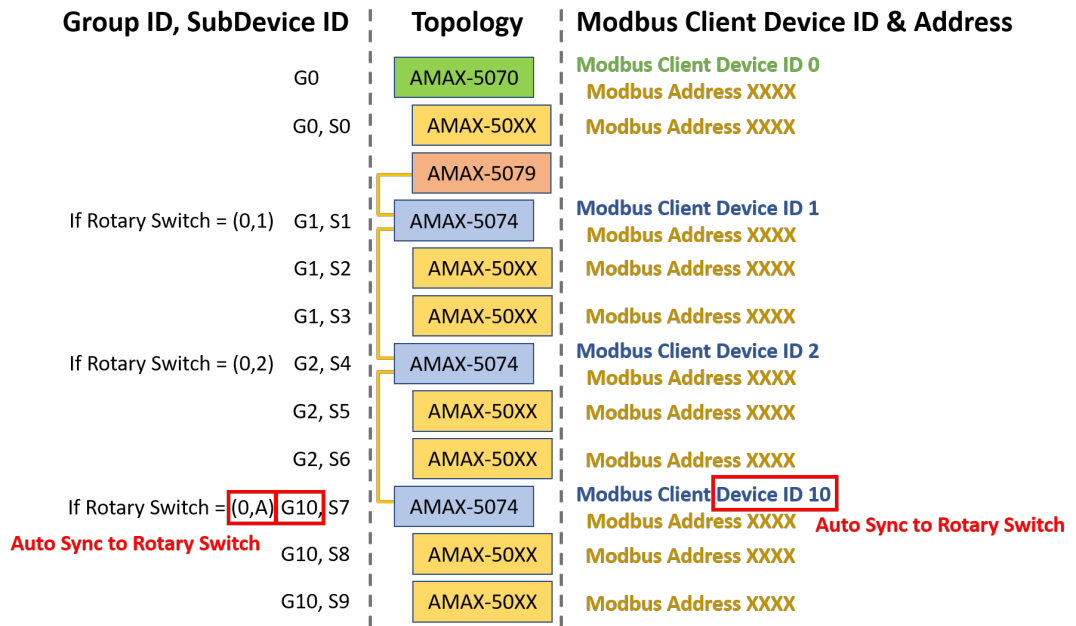 Group ID, SubDevice ID Topology Modbus Client Device ID & Address
G0 AMAX-5070 Modbus Client Device ID 0
Modbus Address XXXX
G0, S0 AMAX-50XX Modbus Address XXXX
AMAX-5079
If Rotary Switch = (0,1) G1, S1 AMAX-5074 Modbus Client Device ID 1
Modbus Address XXXX
G1, S2 AMAX-50XX Modbus Address XXXX
G1, S3 AMAX-50XX Modbus Address XXXX
If Rotary Switch = (0,2) G2, S4 AMAX-5074 Modbus Client Device ID 2
Modbus Address XXXX
G2, S5 AMAX-50XX Modbus Address XXXX
G2, S6 AMAX-50XX Modbus Address XXXX
If Rotary Switch = (0,A) G10, S7 AMAX-5074 Modbus Client Device ID 10
Modbus Address XXXX
Auto Sync to Rotary Switch Auto Sync to Rotary Switch
G10, S8 AMAX-50XX Modbus Address XXXX
G10, S9 AMAX-50XX Modbus Address XXXX